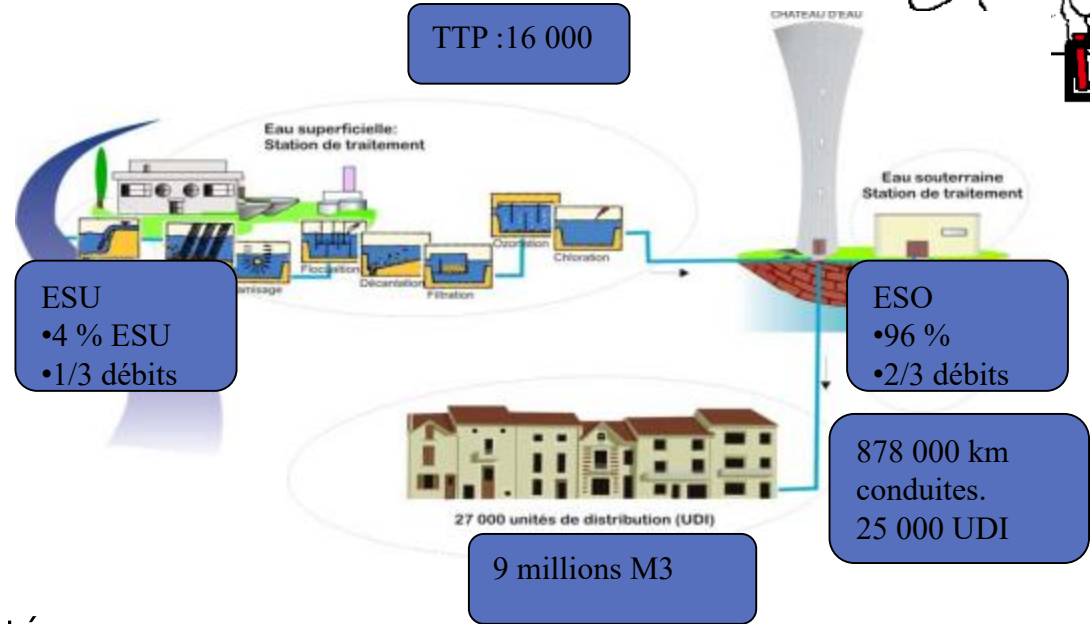 TTP :16 000
CHATEAU D'EAU
Eau superficielle:
Station de traitement
Eau souterraine
Station de traitement
Ozonation
Chloration
Floculation
Décantation
Filtration
ESU
•4 % ESU
•1/3 débits
ESO
•96 %
•2/3 débits
878 000 km
conduites.
25 000 UDI
27 000 unités de distribution (UDI)
9 millions M3